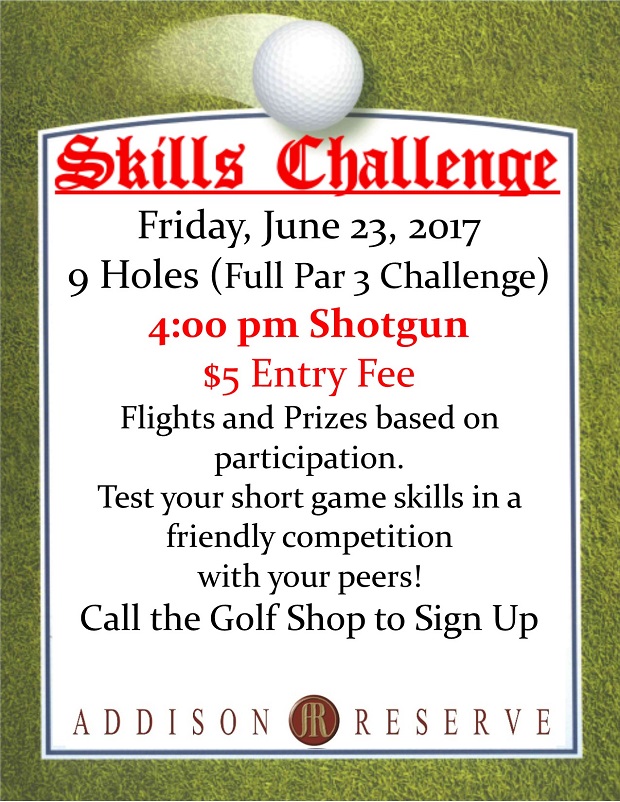 Skills Challenge
Friday, June 23, 2017
9 Holes (Full Par 3 Challenge)
4:00 pm Shotgun
$5 Entry Fee
Flights and Prizes based on
participation.
Test your short game skills in a
friendly competition
with your peers!
Call the Golf Shop to Sign Up
ADDISON AR RESERVE